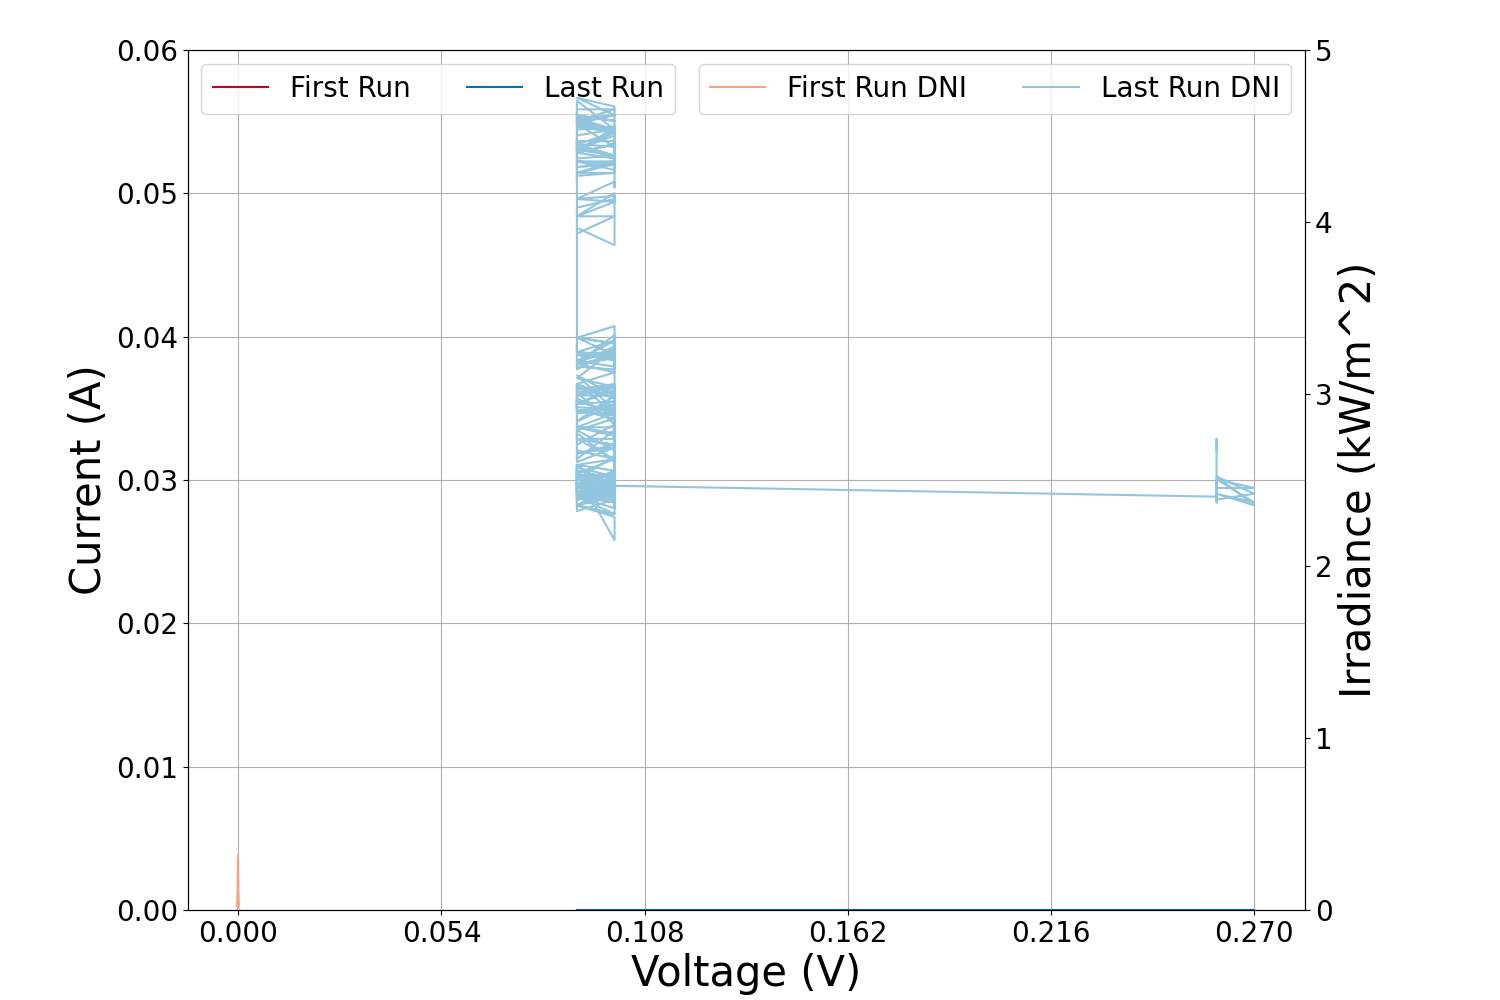 First Run
Last Run
First Run DNI
Last Run DNI
0.06
0.05
0.04
0.03
0.02
0.01
0.00
Current (A)
5
4
3
2
1
0
Irradiance (kW/m^2)
0.000 0.054 0.108 0.162 0.216 0.270
Voltage (V)